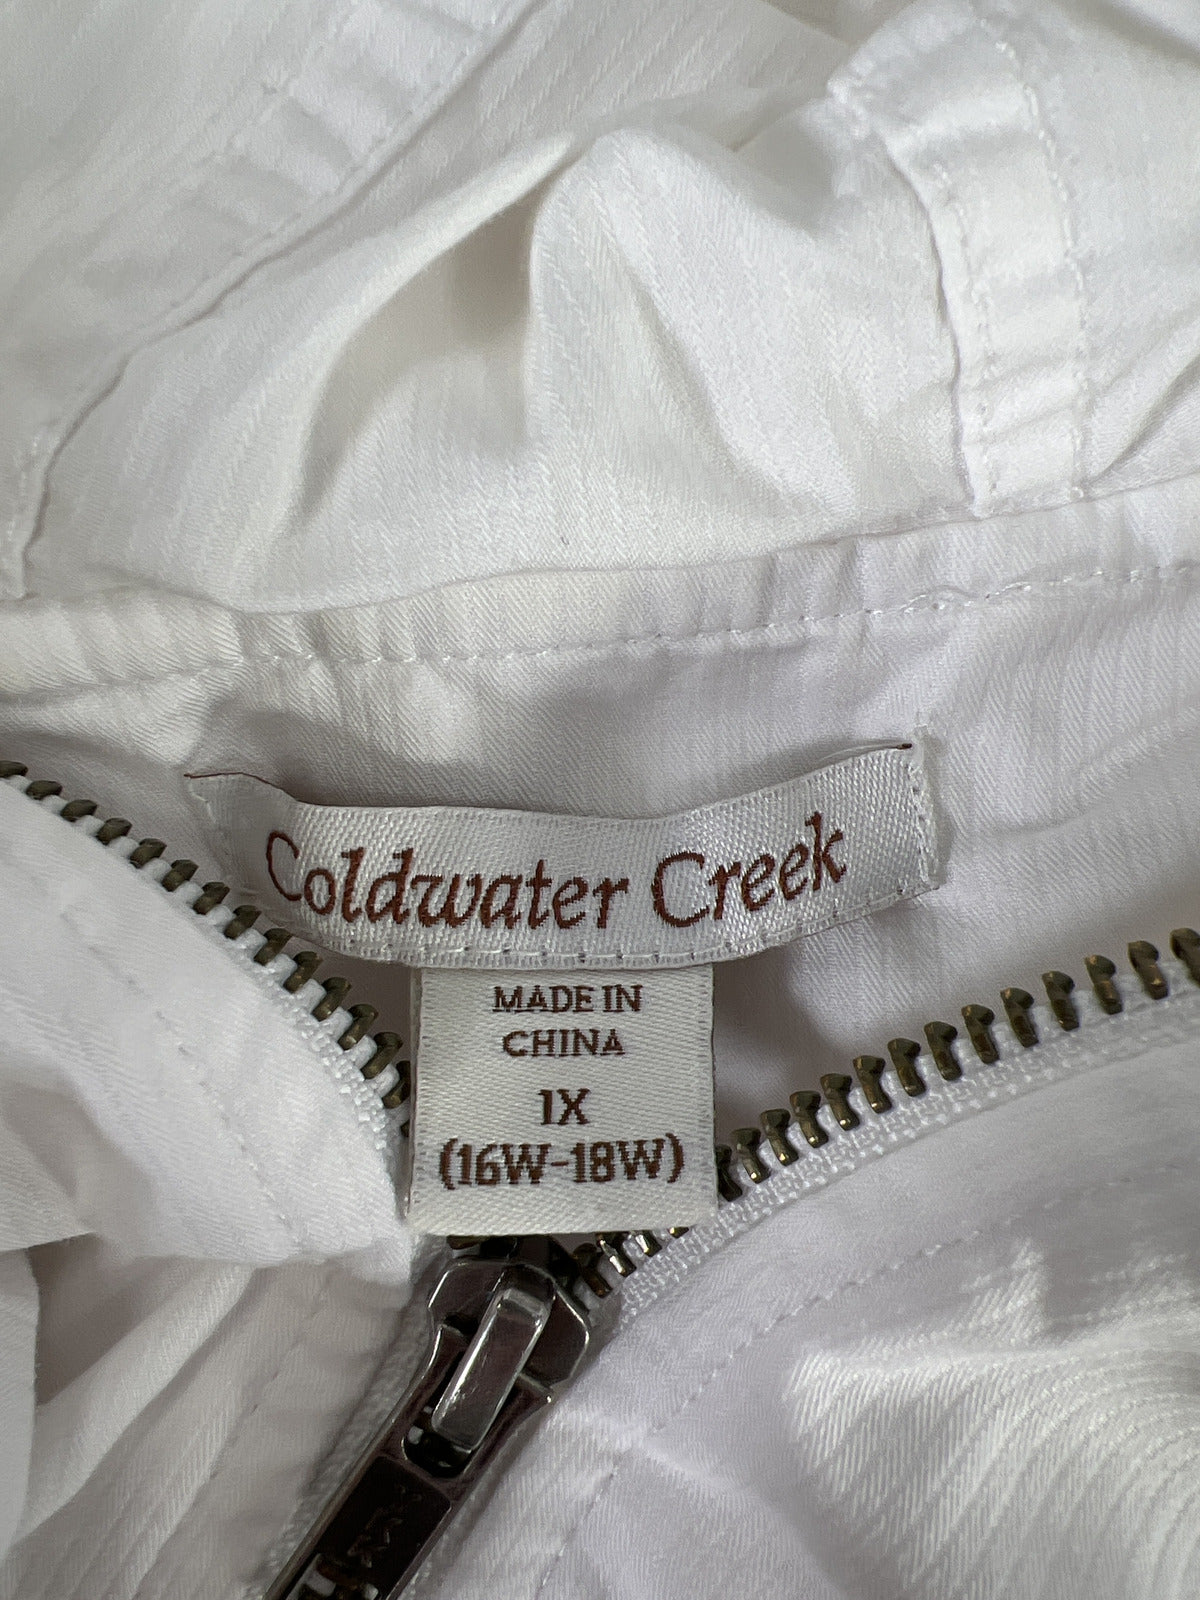 Coldwater Creek
MADE IN
CHINA
1X
(16W-18W)